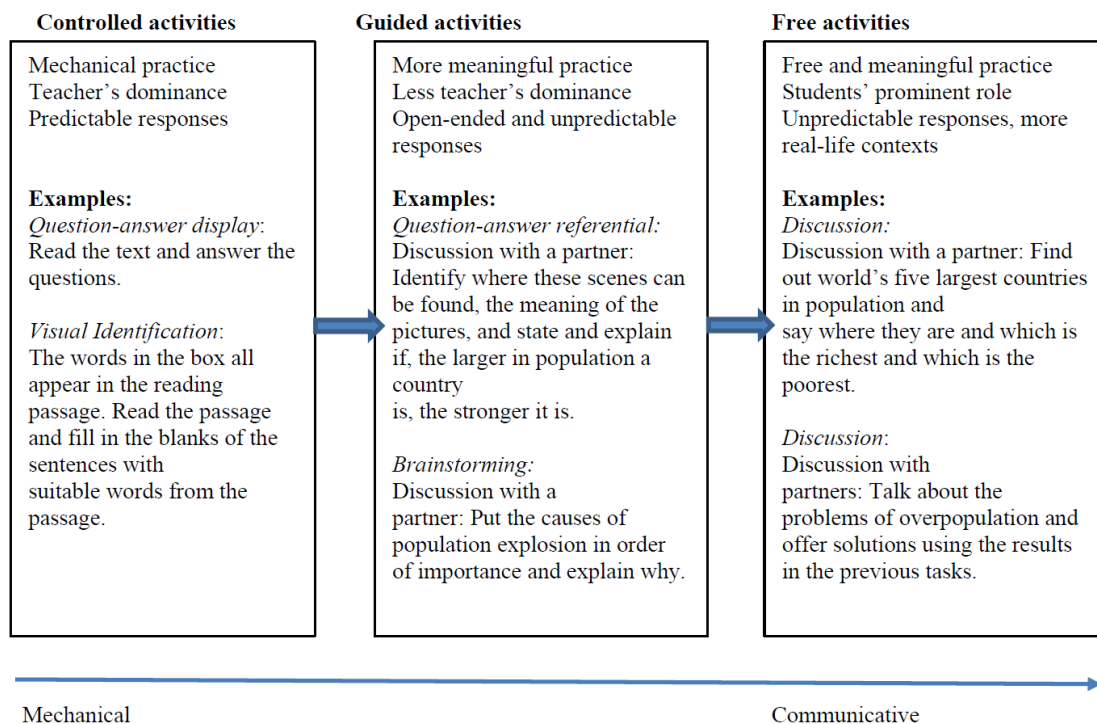 Controlled activities
Mechanical practice
Teacher's dominance
Predictable responses
Examples:
Question-answer display:
Read the text and answer the
questions.
Visual Identification:
The words in the box all
appear in the reading
passage. Read the passage
and fill in the blanks of the
sentences with
suitable words from the
passage.
Guided activities
More meaningful practice
Less teacher's dominance
Open-ended and unpredictable
responses
Examples:
Question-answer referential:
Discussion with a partner:
Identify where these scenes can
be found, the meaning of the
pictures, and state and explain
if, the larger in population a
country
is, the stronger it is.
Brainstorming:
Discussion with a
partner: Put the causes of
population explosion in order
of importance and explain why.
Free activities
Free and meaningful practice
Students' prominent role
Unpredictable responses, more
real-life contexts
Examples:
Discussion:
Discussion with a partner: Find
out world's five largest countries
in population and
say where they are and which is
the richest and which is the
poorest.
Discussion:
Discussion with
partners: Talk about the
problems of overpopulation and
offer solutions using the results
in the previous tasks.
Mechanical
Communicative